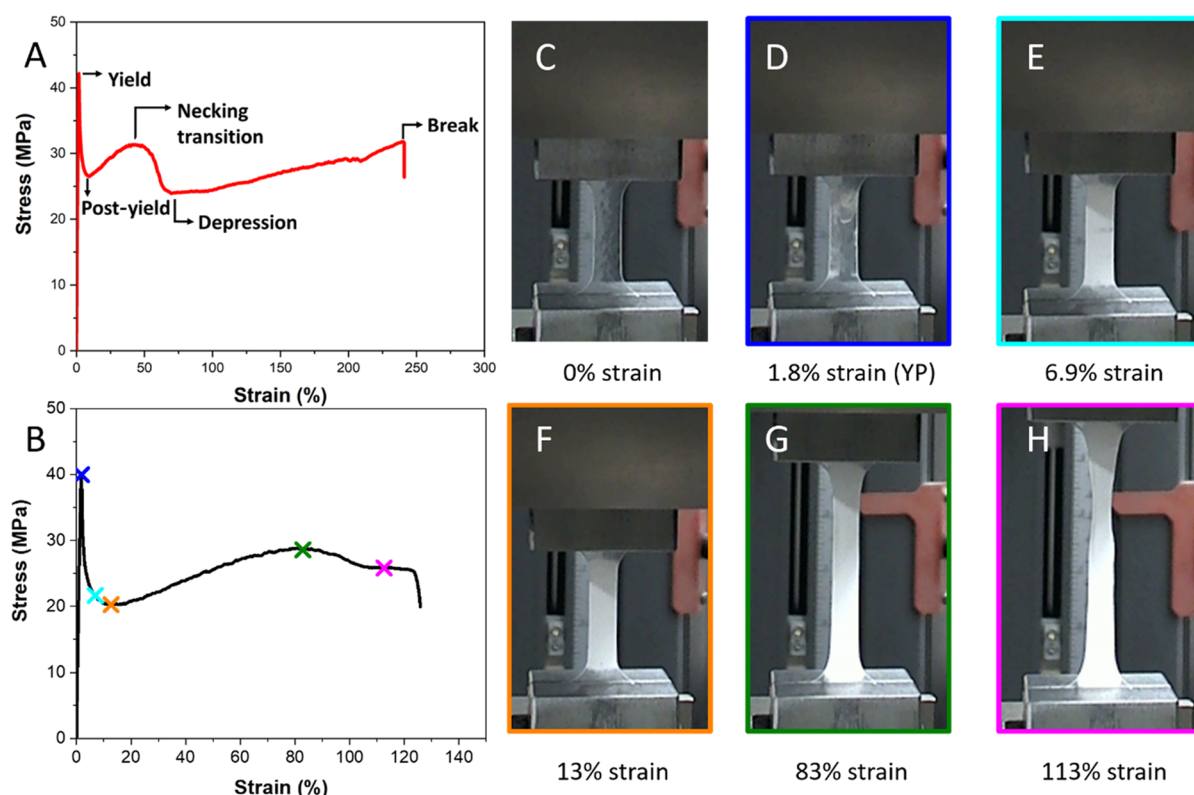 A
Stress (MPa)
50
40
30
20
10
0
Yield
Necking
transition
Break
Post-yield
Depression
0
50
100
150
200
250
300
Strain (%)
C
0% strain
D
1.8% strain (YP)
E
6.9% strain
B
Stress (MPa)
50
40
30
20
10
0
0
20
40
60
80
100
120
140
Strain (%)
F
13% strain
G
83% strain
H
113% strain